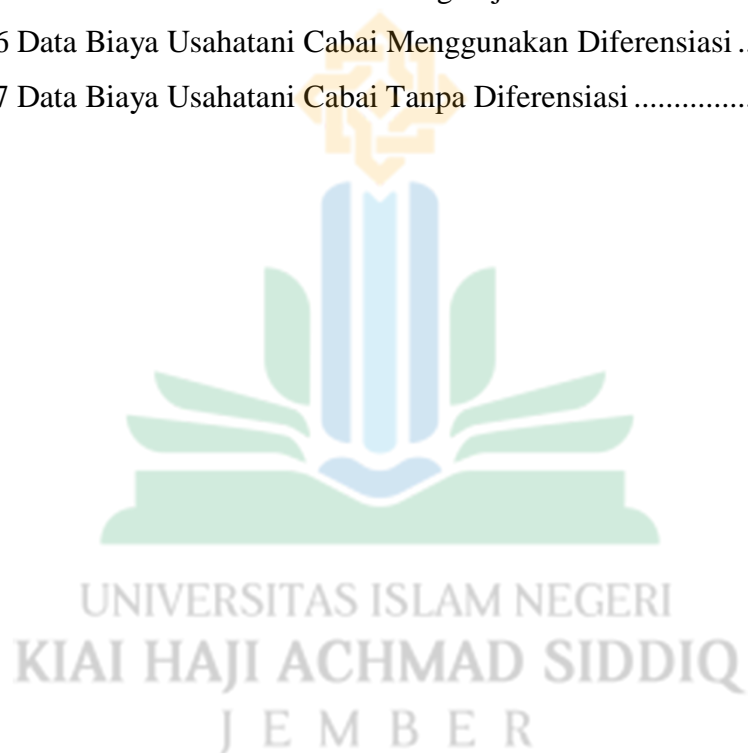 6 Data Biaya Usahatani Cabai Menggunakan Diferensiasi ..
7 Data Biaya Usahatani Cabai Tanpa Diferensiasi ...............
UNIVERSITAS ISLAM NEGERI
KIAI HAJI ACHMAD SIDDIQ
J E M B E R